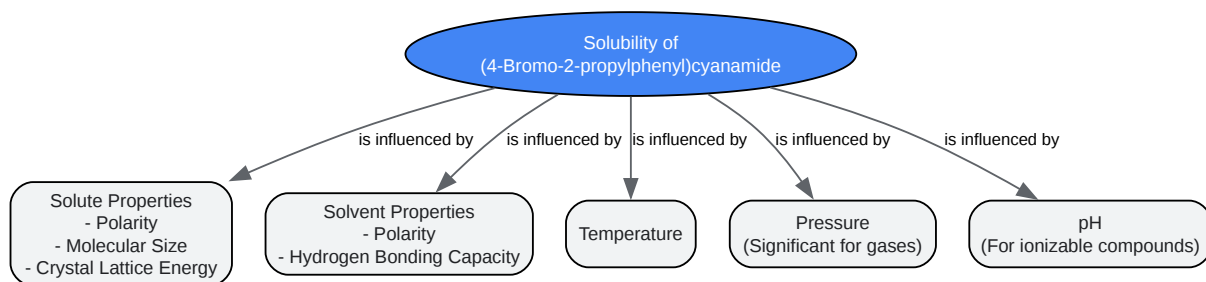 Solubility of
(4-Bromo-2-propylphenyl)cyanamide
is influenced by
is influenced by
is influenced by
is influenced by
is influenced by
Solute Properties
- Polarity
- Molecular Size
- Crystal Lattice Energy
Solvent Properties
- Polarity
- Hydrogen Bonding Capacity
Temperature
Pressure
(Significant for gases)
pH
(For ionizable compounds)